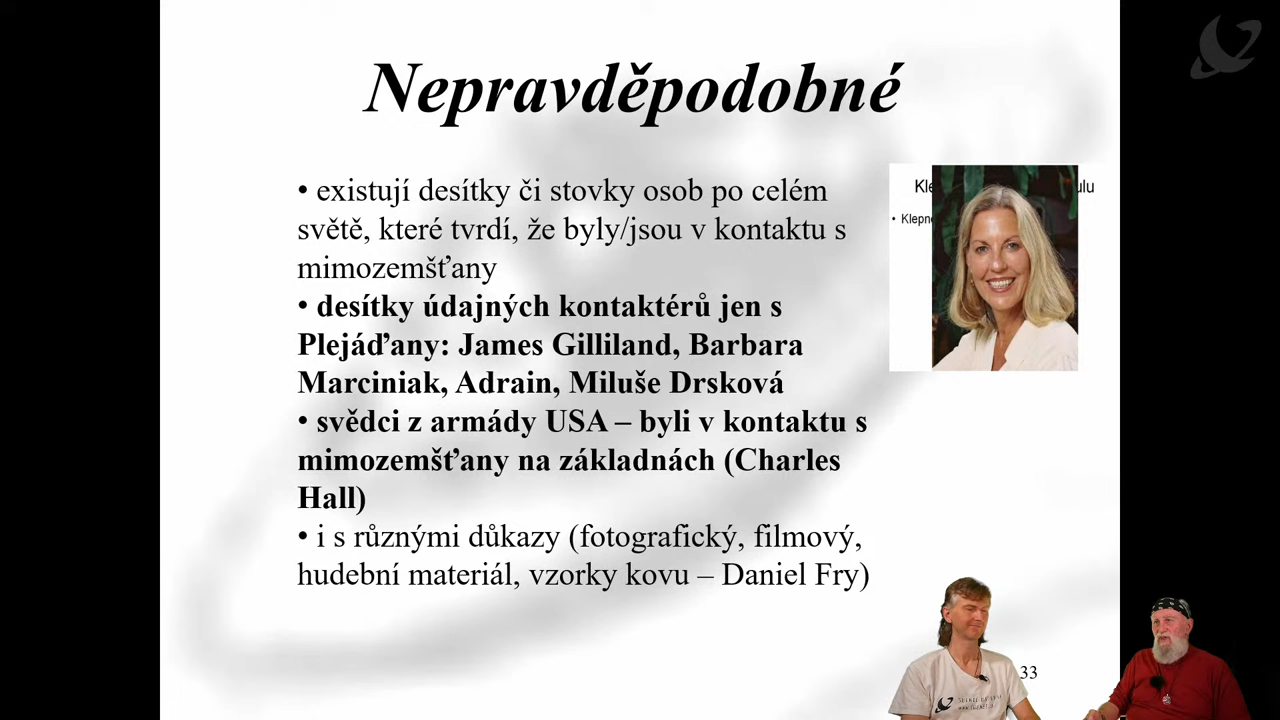 Nepravděpodobné
• existují desítky či stovky osob po celém
světě, které tvrdí, že byly/jsou v kontaktu s
mimozemšťany
• desítky údajných kontaktérů jen s
Plejáďany: James Gilliland, Barbara
Marciniak, Adrain, Miluše Drsková
• svědci z armády USA – byli v kontaktu s
mimozemšťany na základnách (Charles
Hall)
• i s různými důkazy (fotografický, filmový,
hudební materiál, vzorky kovu – Daniel Fry)
33